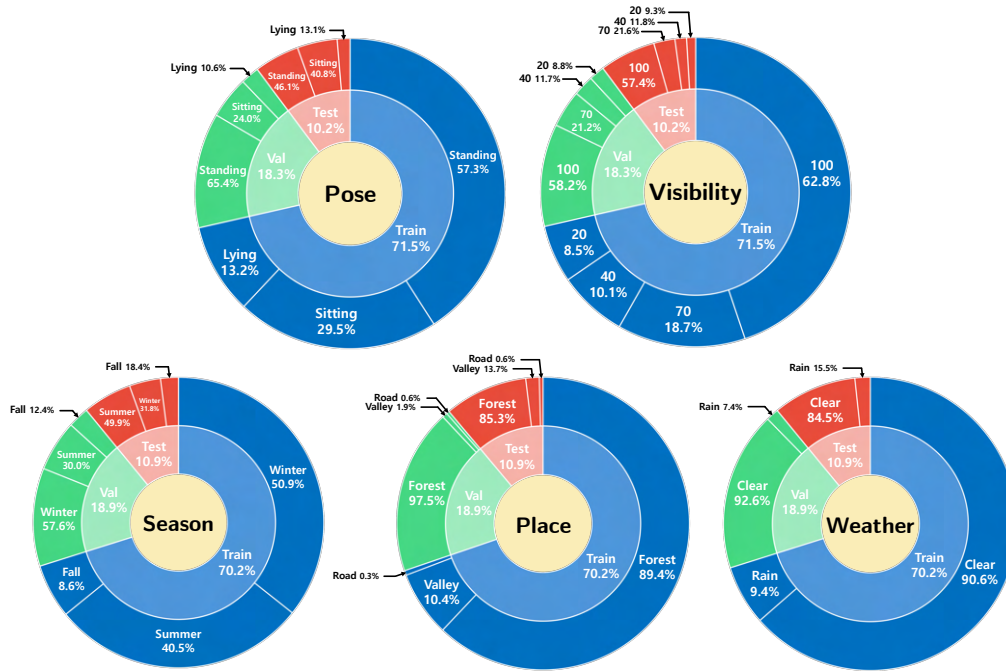 Lying 13.1%
Lying 10.6%
Standing
46.1%
Sitting
40.8%
Sitting
24.0%
Test
10.2%
Standing
57.3%
Standing
65.4%
Val
18.3%
Pose
Train
71.5%
Lying
13.2%
Sitting
29.5%
20 9.3%
40 11.8%
70 21.6%
20 8.8%
40 11.7%
100
57.4%
70
21.2%
Test
10.2%
100
62.8%
100
58.2%
Val
18.3%
Visibility
Train
71.5%
20
8.5%
40
10.1%
70
18.7%
Fall 18.4%
Fall 12.4%
Summer
49.9%
Winter
31.8%
Summer
30.0%
Test
10.9%
Winter
50.9%
Winter
57.6%
Val
18.9%
Season
Train
70.2%
Fall
8.6%
Summer
40.5%
Road 0.6%
Valley 13.7%
Road 0.6%
Valley 1.9%
Forest
85.3%
Test
10.9%
Forest
97.5%
Val
18.9%
Place
Train
70.2%
Forest
89.4%
Road 0.3%
Valley
10.4%
Rain 15.5%
Rain 7.4%
Clear
84.5%
Test
10.9%
Clear
92.6%
Val
18.9%
Weather
Train
70.2%
Clear
90.6%
Rain
9.4%